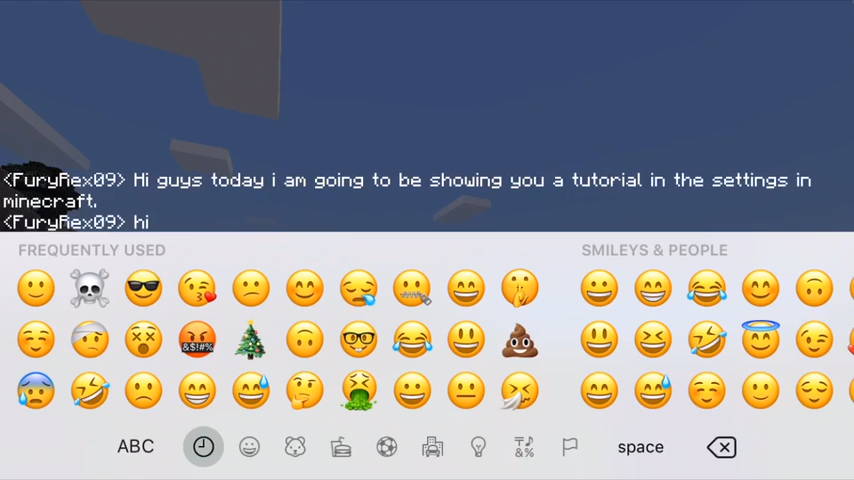 <FuryRex09> Hi guys today i am going to be showing you a tutorial in the settings in
minecraft.
<FuryRex09> hi
FREQUENTLY USED
SMILEYS & PEOPLE
&$!#%
ABC
space